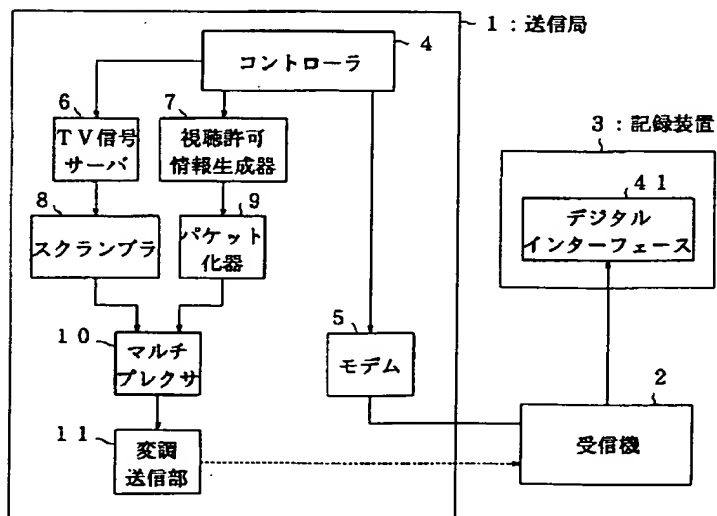 1：送信局
4
コントローラ
6
TV信号
サーバ
7
視聴許可
情報生成器
3：記録装置
41
デジタル
インターフェース
8
スクランブラ
9
パケット
化器
10
マルチ
プレクサ
5
モデム
2
受信機
11
変調
送信部